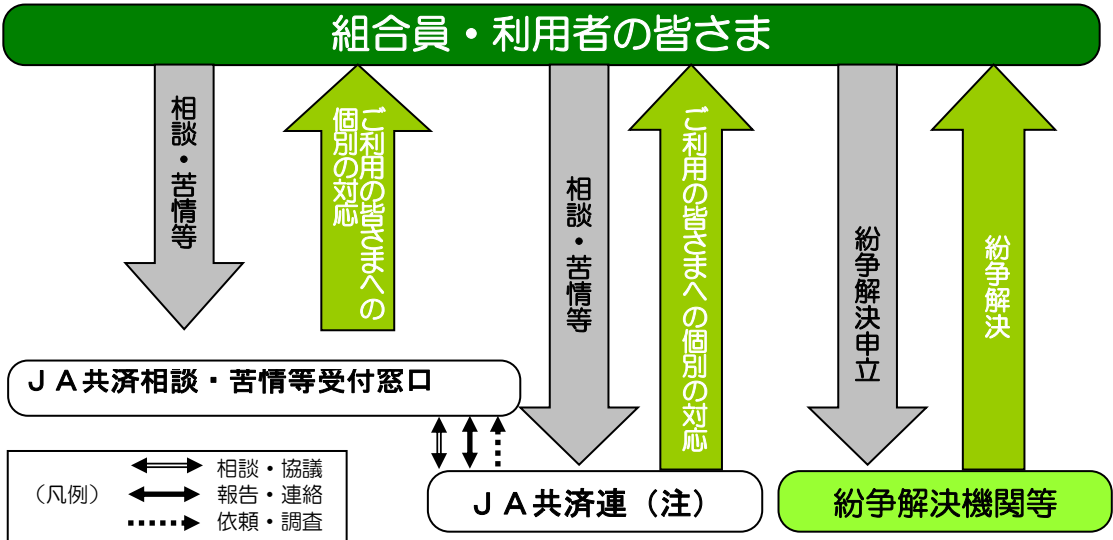 組合員・利用者の皆さま
相談・苦情等
ご利用の皆さまへの
個別の対応
相談・苦情等
ご利用の皆さまへの個別の対応
紛争解決申立
紛争解決
ＪＡ共済相談・苦情等受付窓口
（凡例）
相談・協議
報告・連絡
依頼・調査
ＪＡ共済連（注）
紛争解決機関等